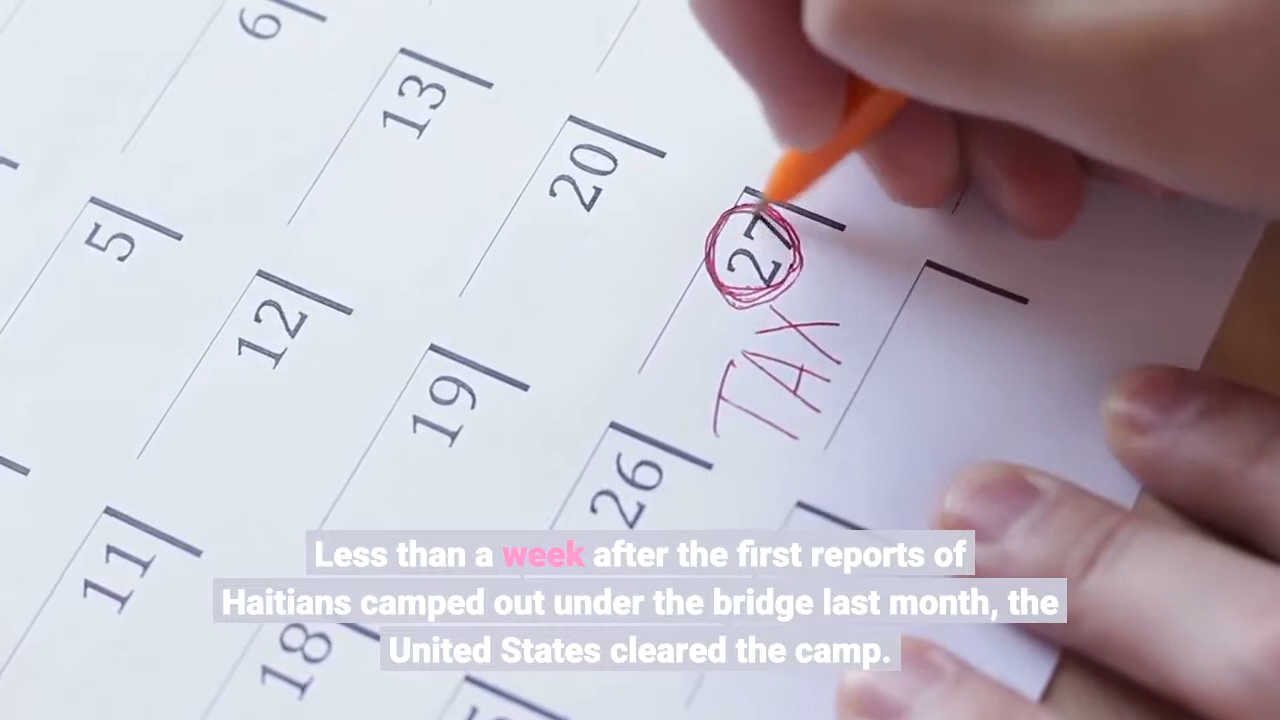 6
13
20
27
TAX
5
12
19
26
11
18
Less than a week after the first reports of
Haitians camped out under the bridge last month, the
United States cleared the camp.